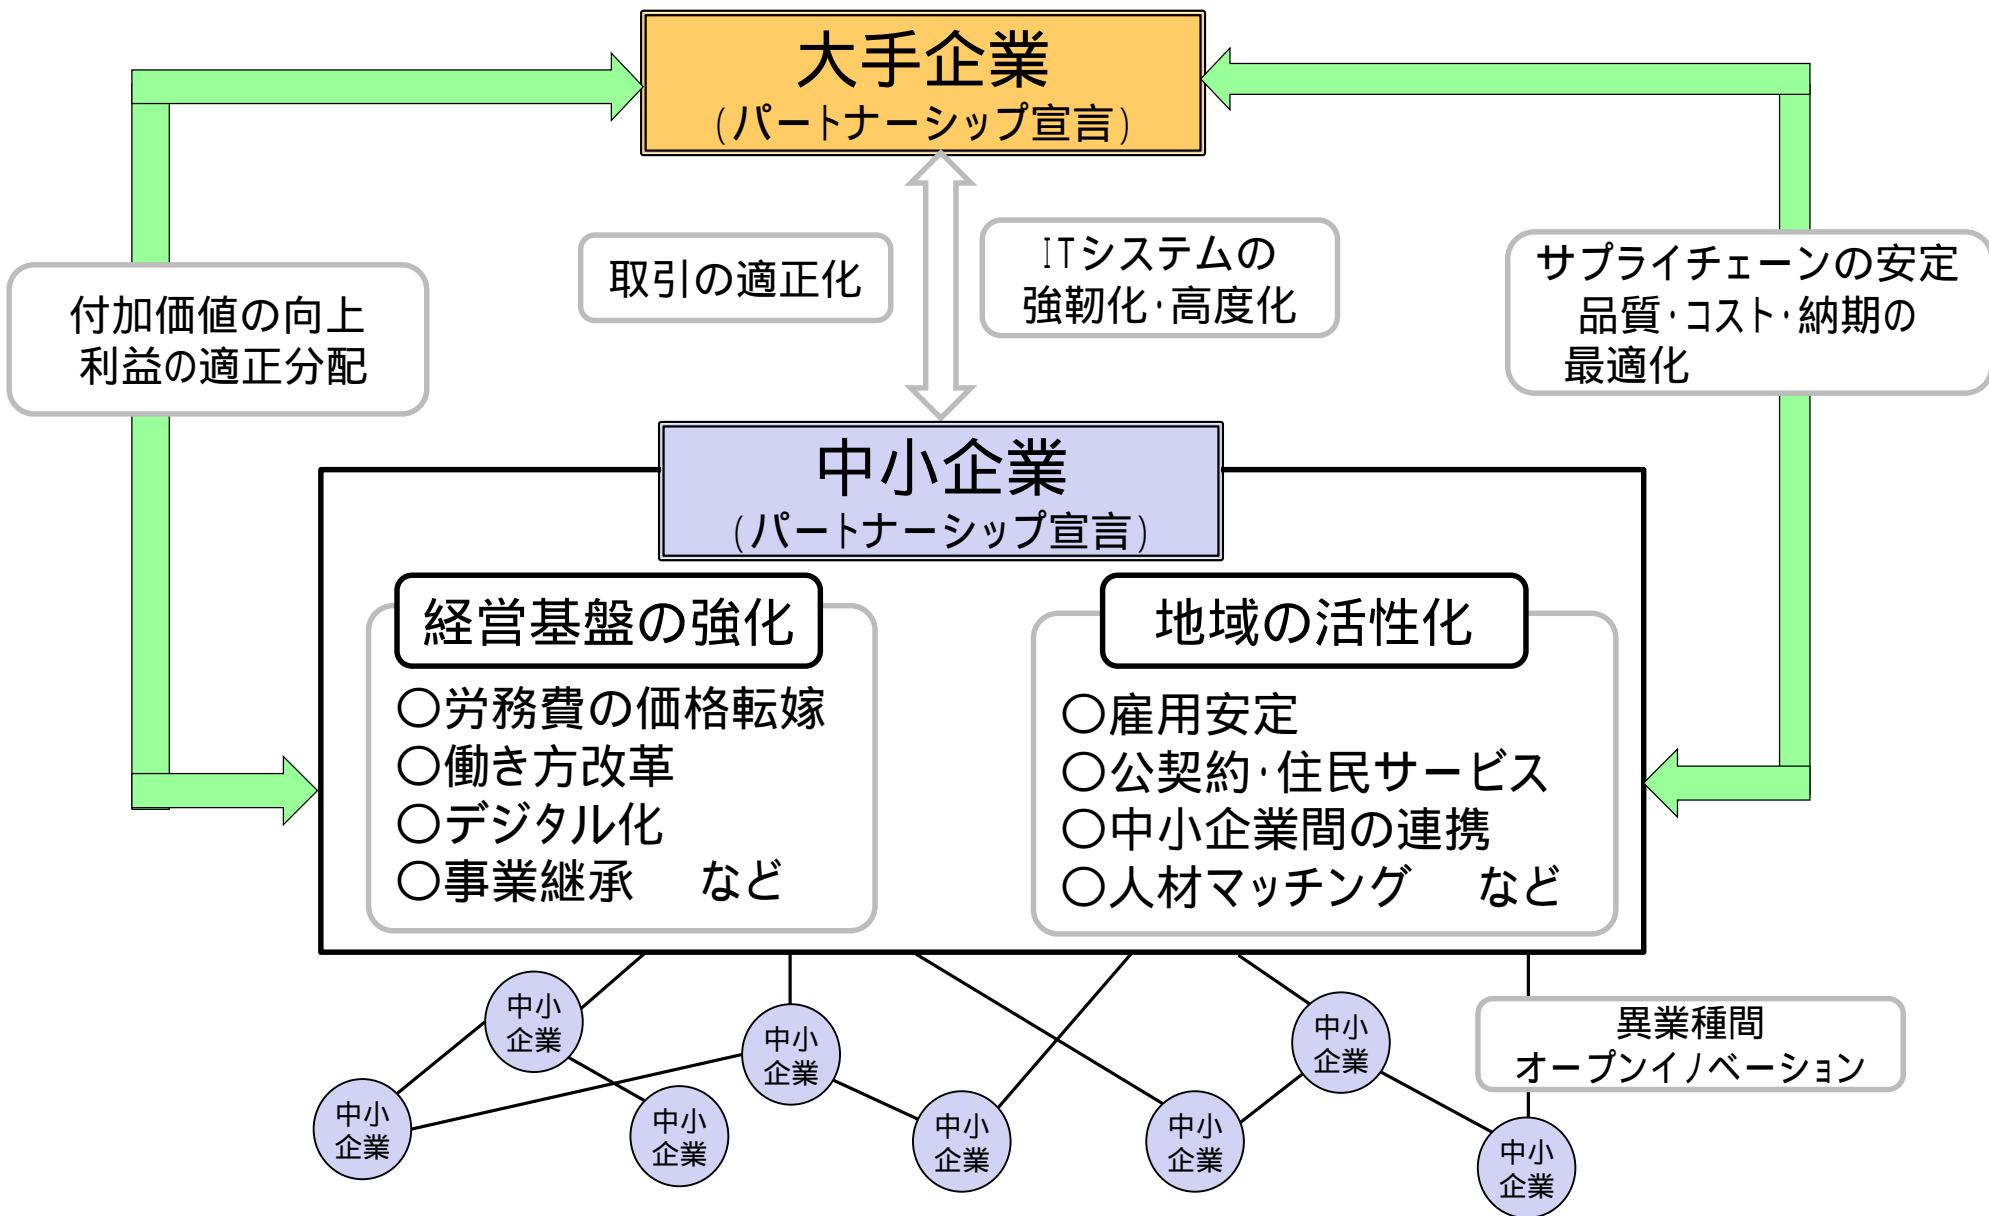 大手企業
(パートナーシップ宣言)
取引の適正化
ITシステムの
強靭化・高度化
付加価値の向上
利益の適正分配
サプライチェーンの安定
品質・コスト・納期の
最適化
中小企業
(パートナーシップ宣言)
経営基盤の強化
○労務費の価格転嫁
○働き方改革
○デジタル化
○事業継承　など
地域の活性化
○雇用安定
○公契約・住民サービス
○中小企業間の連携
○人材マッチング　など
中小
企業
中小
企業
中小
企業
異業種間
オープンイノベーション
中小
企業
中小
企業
中小
企業
中小
企業
中小
企業